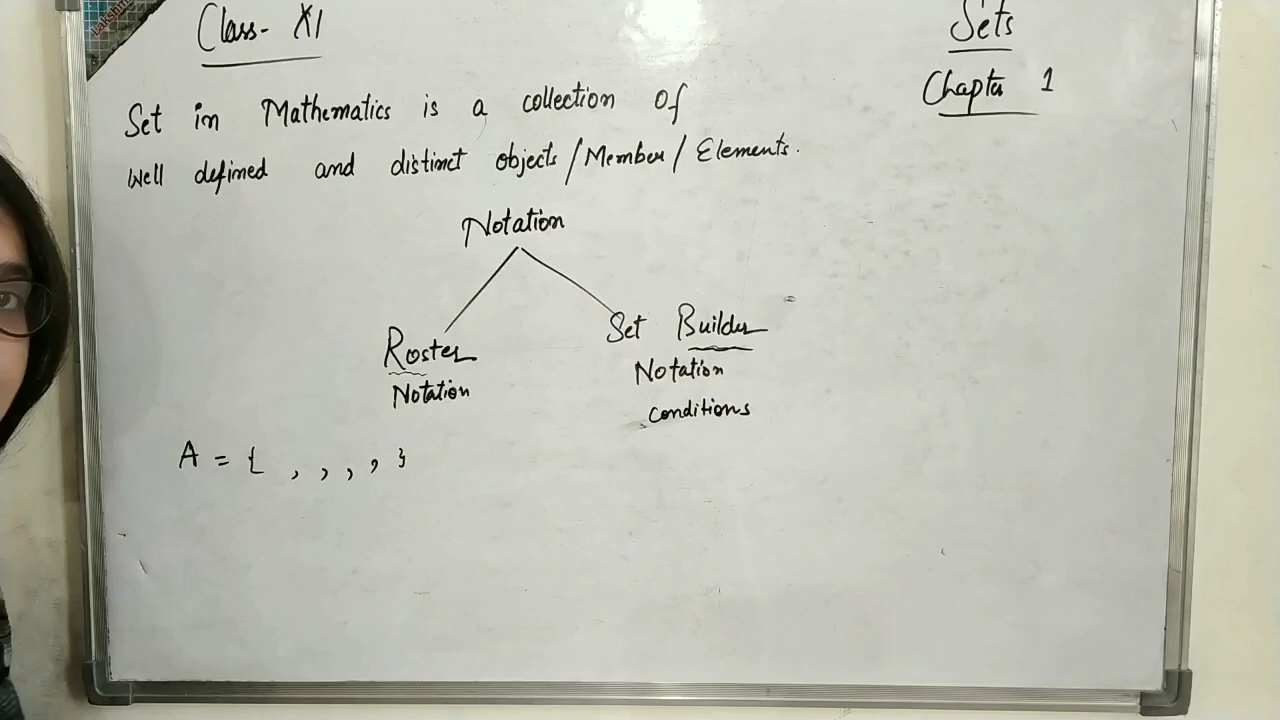 Class- XI
Sets
Chapter 1
Set in Mathematics is a collection of
Well defined and distinct objects/Member/Elements.
Notation
Roster
Notation
Set Builder
Notation
conditions
A = { , , , , }